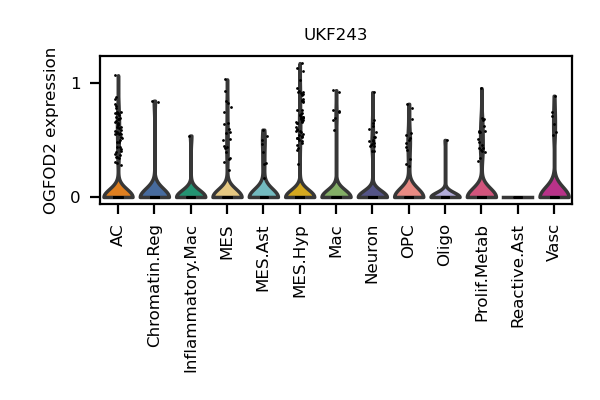 UKF243
OGFOD2 expression
1
0
AC
Chromatin.Reg
Inflammatory.Mac
MES
MES.Ast
MES.Hyp
Mac
Neuron
OPC
Oligo
Prolif.Metab
Reactive.Ast
Vasc